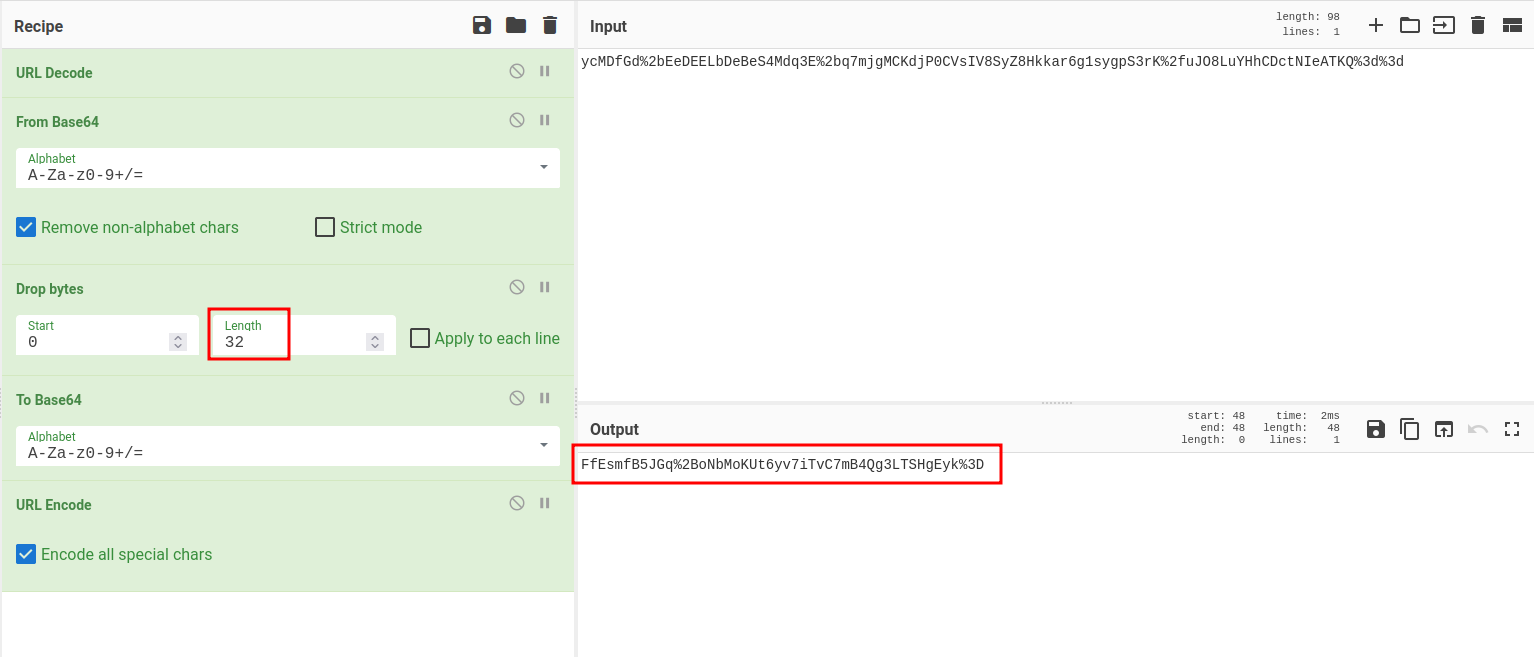 Recipe
URL Decode
From Base64
Alphabet
A-Za-z0-9+/=
Remove non-alphabet chars
Strict mode
Drop bytes
Start
0
Length
32
Apply to each line
To Base64
Alphabet
A-Za-z0-9+/=
URL Encode
Encode all special chars
Input
length: 98
lines: 1
ycMDfGd%2bEeDEELbDeBeS4Mdq3E%2bq7mjgMCKdjP0CVsIV8SyZ8Hkkar6g1sygpS3rK%2fuJO8LuYHhCDctNIeATKQ%3d%3d
Output
start: 48 time: 2ms
end: 48 length: 48
length: 0 lines: 1
FfEsmfB5JGq%2BoNbMoKUt6yv7iTvC7mB4Qg3LTSHgEyk%3D